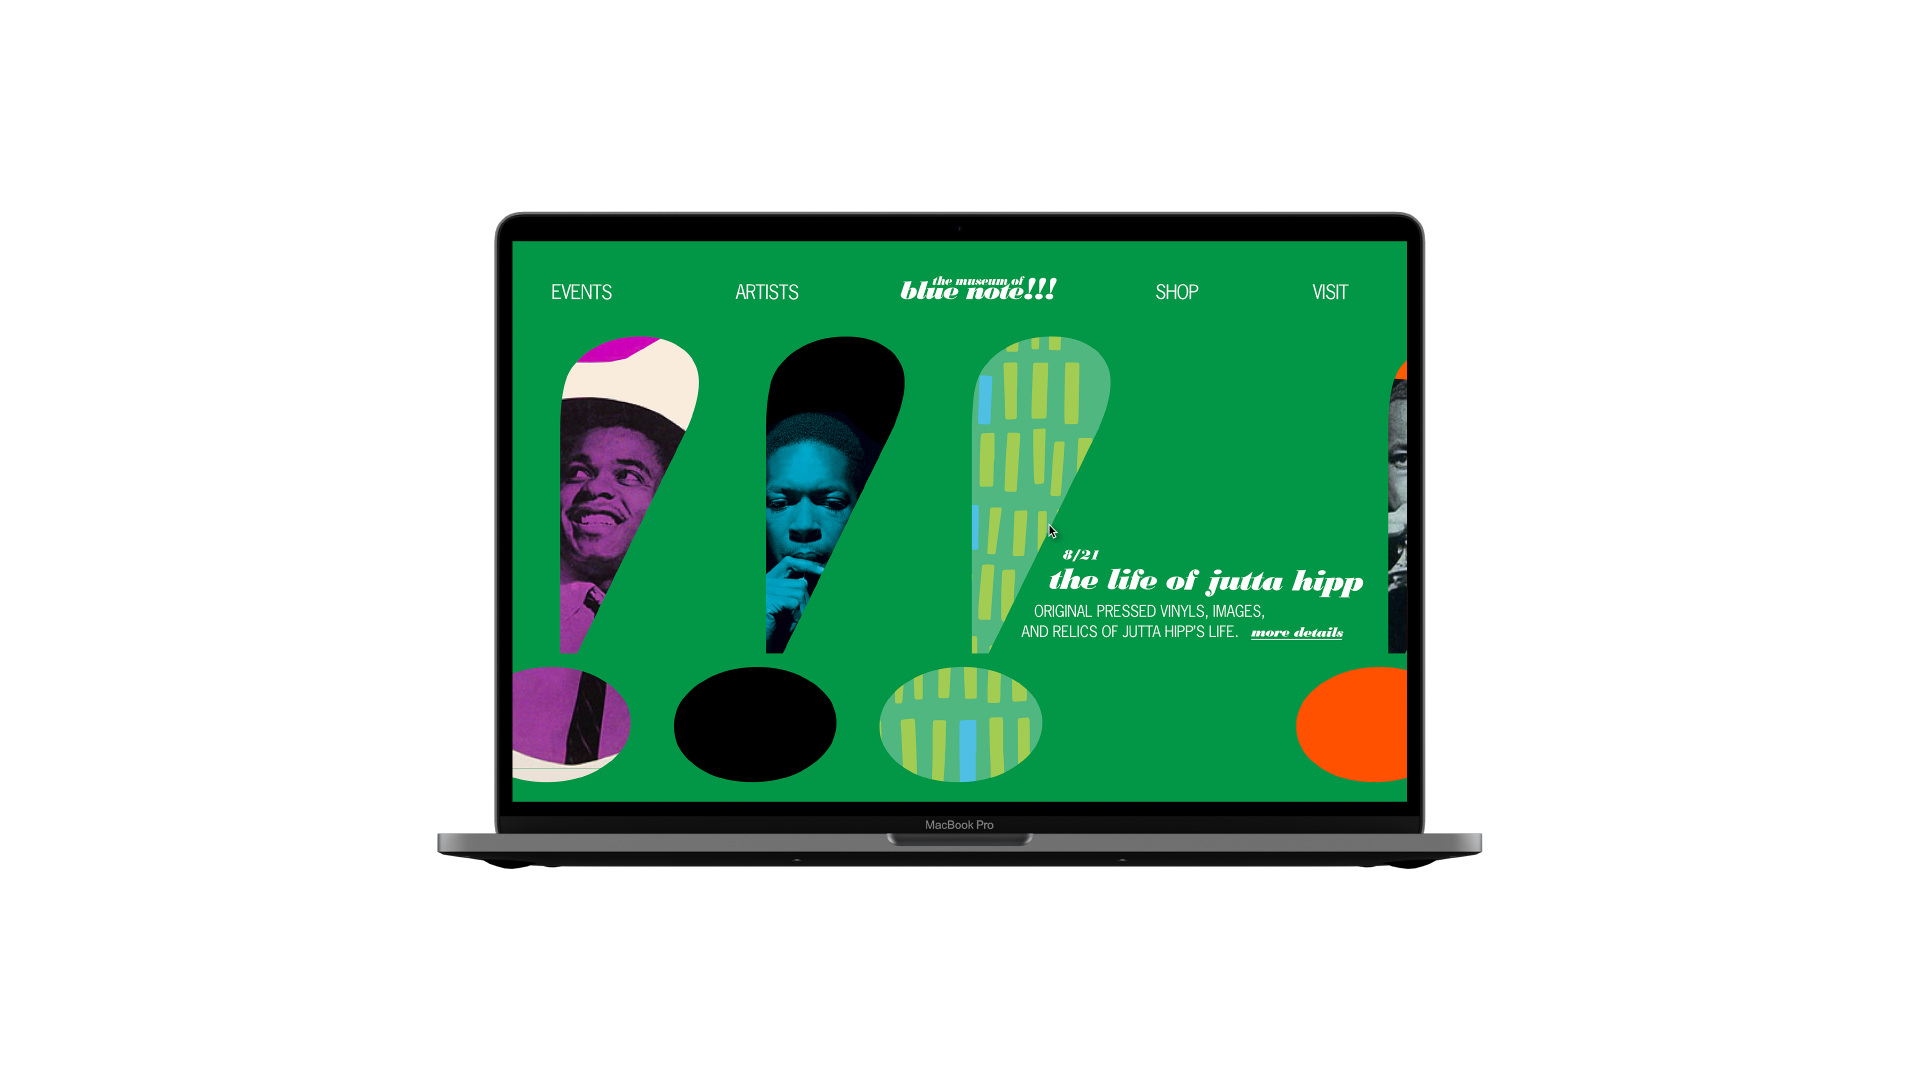 EVENTS
ARTISTS
the museum of
blue note!!!
SHOP
VISIT
8/21
the life of jutta hipp
ORIGINAL PRESSED VINYLS, IMAGES,
AND RELICS OF JUTTA HIPP'S LIFE. more details
MacBook Pro